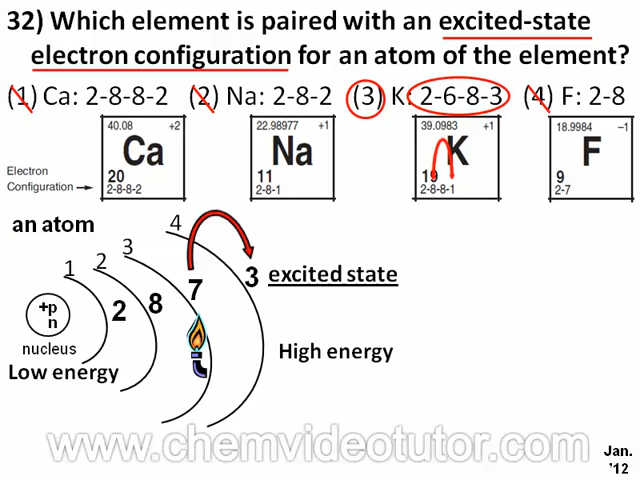 32) Which element is paired with an excited-state
electron configuration for an atom of the element?
(1) Ca: 2-8-8-2 (2) Na: 2-8-2 (3) K: 2-6-8-3 (4) F: 2-8
40.08 +2
Ca
20
2-8-8-2
22.98977 +1
Na
11
2-8-1
39.0983 +1
K
19
2-8-8-1
18.9984 –1
F
9
2-7
Electron
Configuration
an atom
1 2 3 4
2 8 7 3 excited state
+p
n
nucleus
Low energy
High energy
www.chemvideotutor.com
Jan.
'12